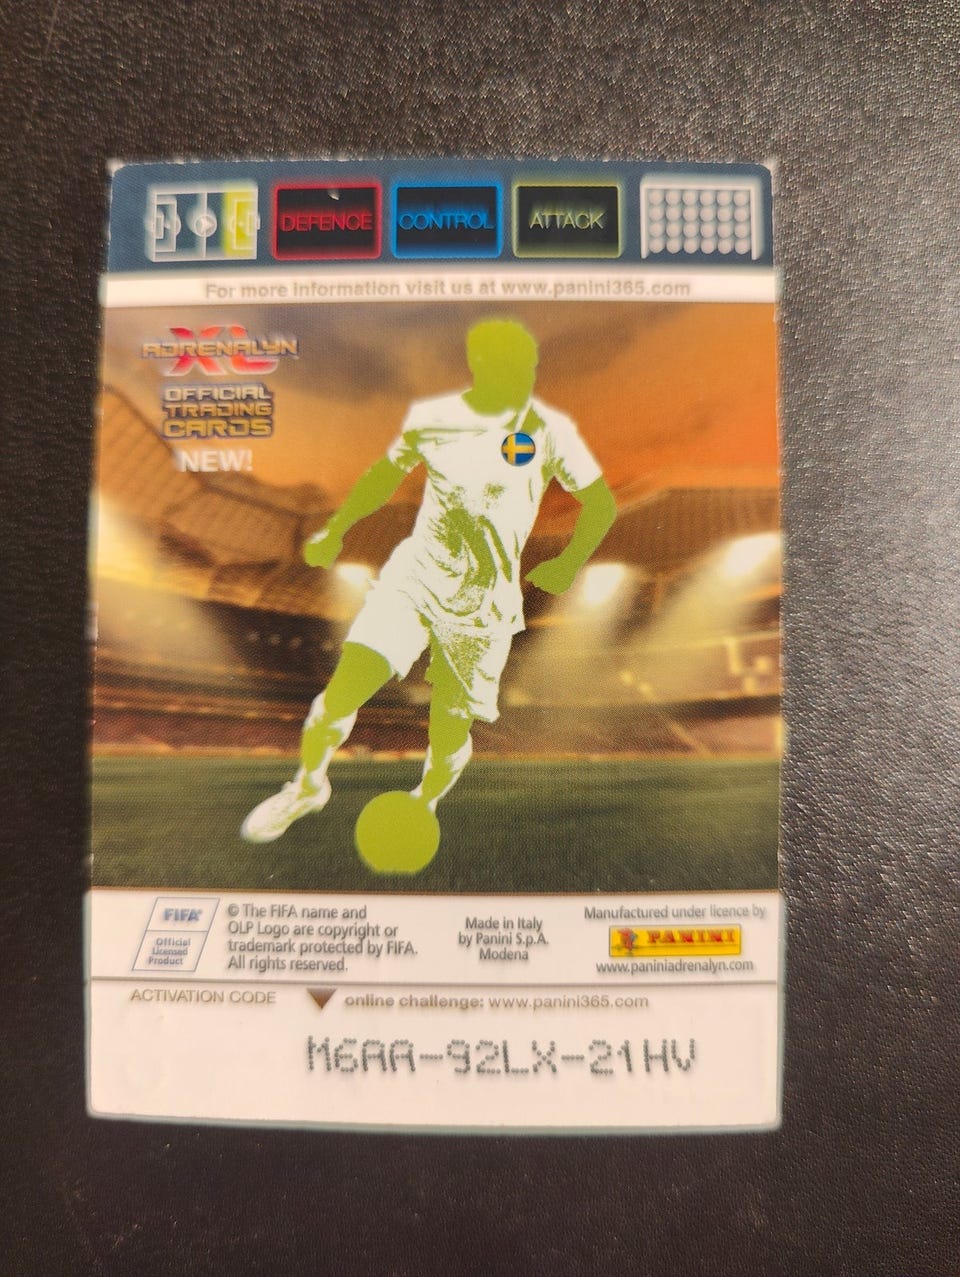 DEFENCE CONTROL ATTACK
For more information visit us at www.panini365.com
ADRENALYN
XL
OFFICIAL
TRADING
CARDS
NEW!
FIFA®
Official
Licensed
Product
© The FIFA name and
OLP Logo are copyright or
trademark protected by FIFA.
All rights reserved.
Made in Italy
by Panini S.p.A.
Modena
Manufactured under licence by
PANINI
www.paniniadrenalyn.com
ACTIVATION CODE
online challenge: www.panini365.com
M6AA-92LX-21HV